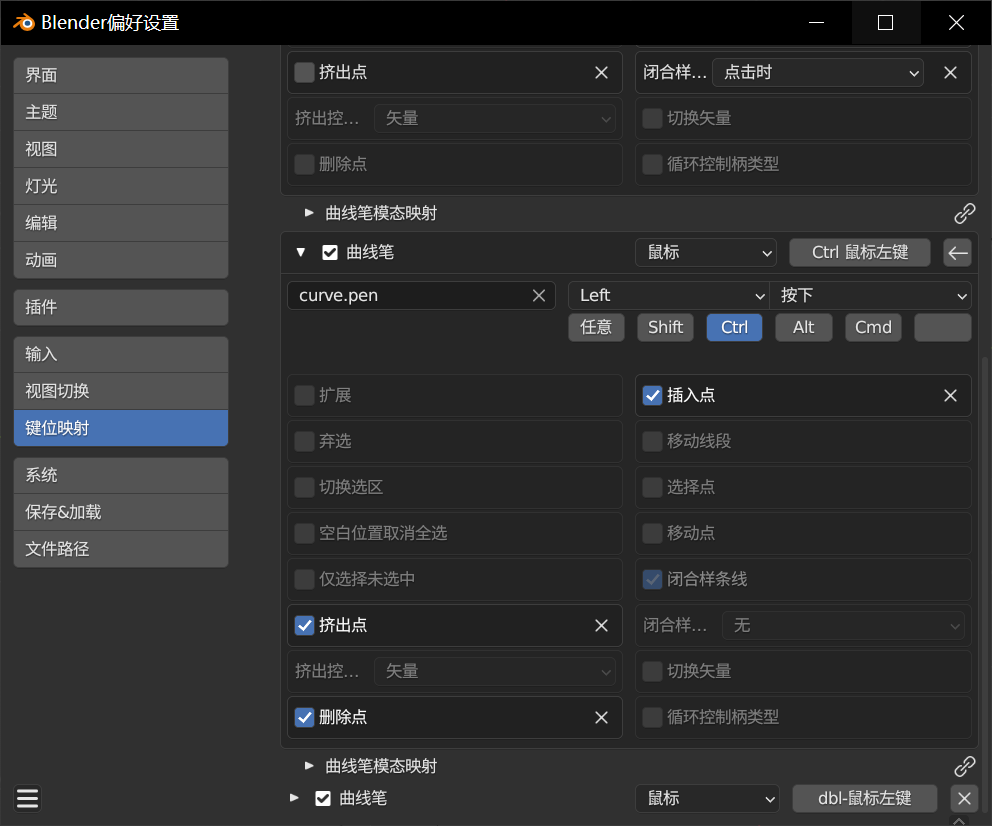 Blender偏好设置
界面
主题
视图
灯光
编辑
动画
插件
输入
视图切换
键位映射
系统
保存&加载
文件路径
挤出点
闭合样… 点击时
挤出控… 矢量
切换矢量
删除点
循环控制柄类型
曲线笔模态映射
曲线笔 鼠标 Ctrl 鼠标左键
curve.pen Left 按下
任意 Shift Ctrl Alt Cmd
扩展
插入点
弃选
移动线段
切换选区
选择点
空白位置取消全选
移动点
仅选择未选中
闭合样条线
挤出点
闭合样… 无
挤出控… 矢量
切换矢量
删除点
循环控制柄类型
曲线笔模态映射
曲线笔 鼠标 dbl-鼠标左键